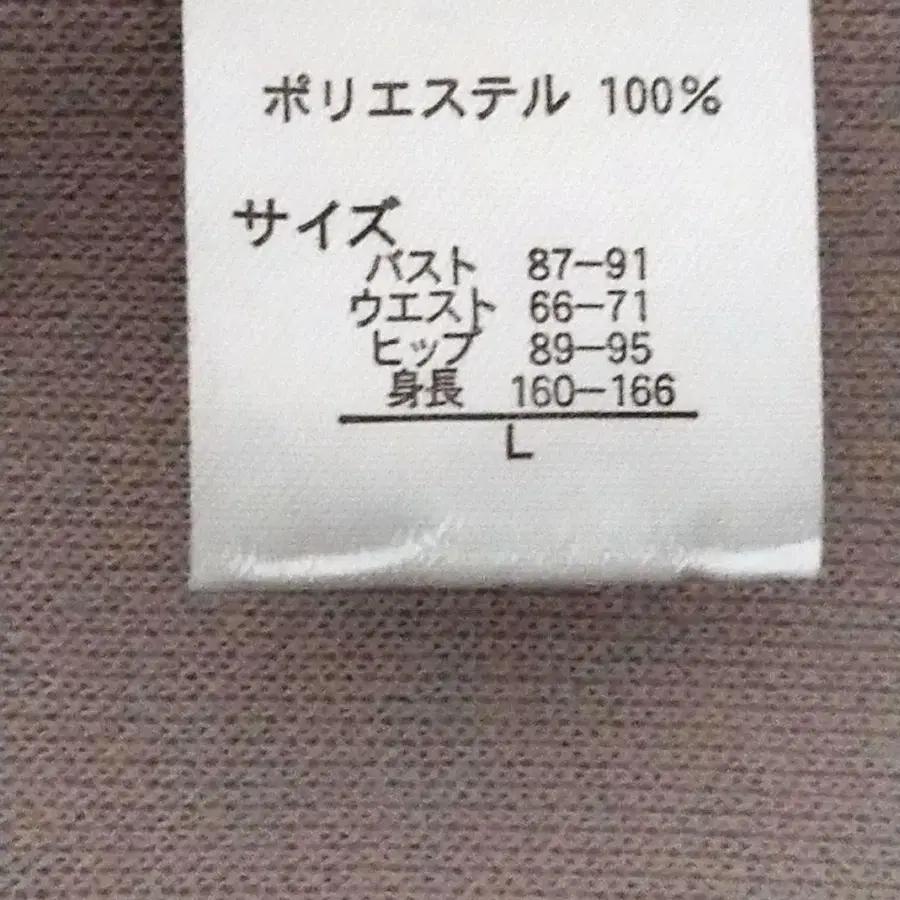 ポリエステル 100%
サイズ
バスト 87-91
ウエスト 66-71
ヒップ 89-95
身長 160-166
L